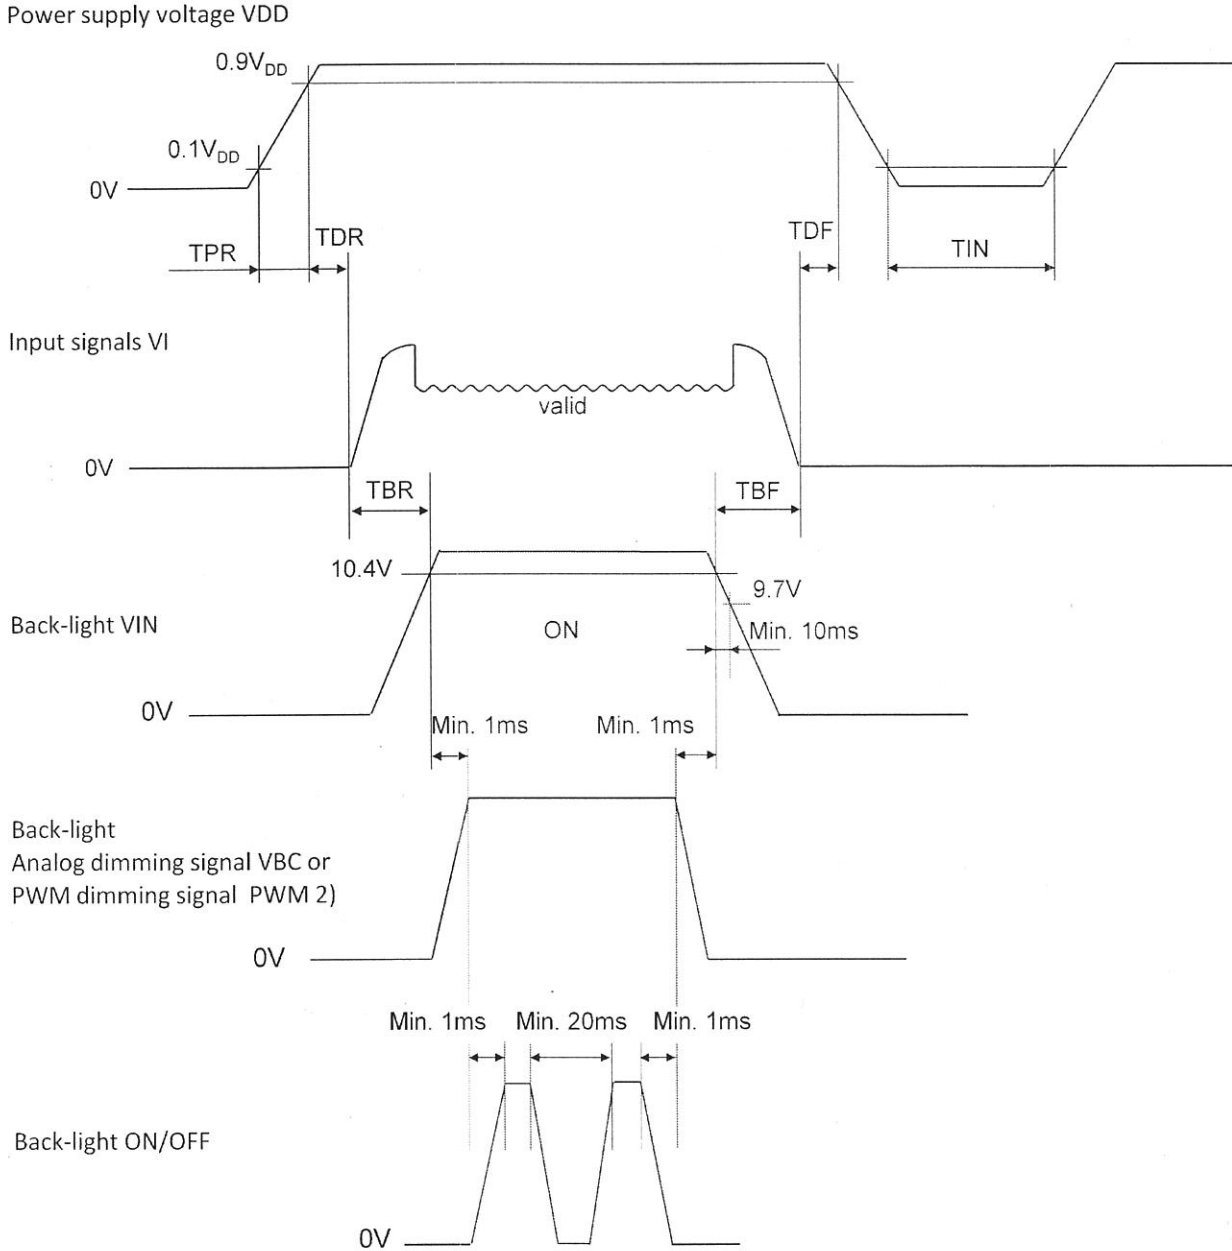 Power supply voltage VDD
0.9VDD
0.1VDD
0V
TPR
TDR
TDF
TIN
Input signals VI
valid
0V
TBR
TBF
10.4V
9.7V
Back-light VIN
ON
Min. 10ms
0V
Min. 1ms
Min. 1ms
Back-light
Analog dimming signal VBC or
PWM dimming signal PWM 2)
0V
Min. 1ms
Min. 20ms
Min. 1ms
Back-light ON/OFF
0V